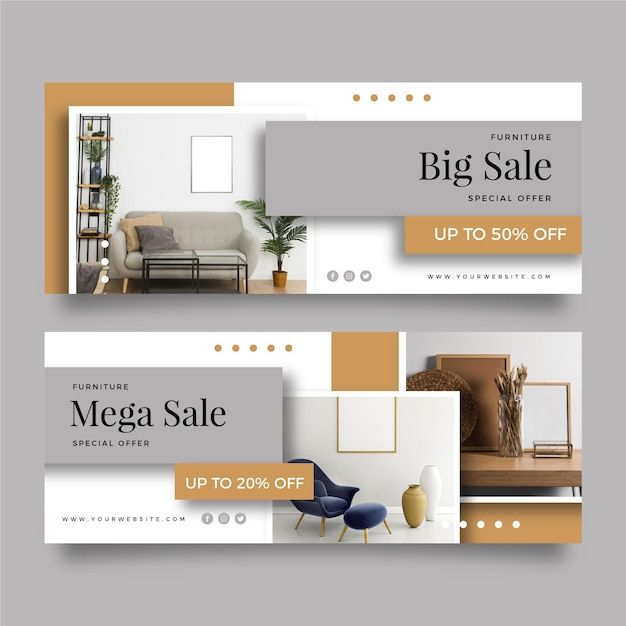 FURNITURE
Big Sale
SPECIAL OFFER
UP TO 50% OFF
WWW.YOURWEBSITE.COM
FURNITURE
Mega Sale
SPECIAL OFFER
UP TO 20% OFF
WWW.YOURWEBSITE.COM